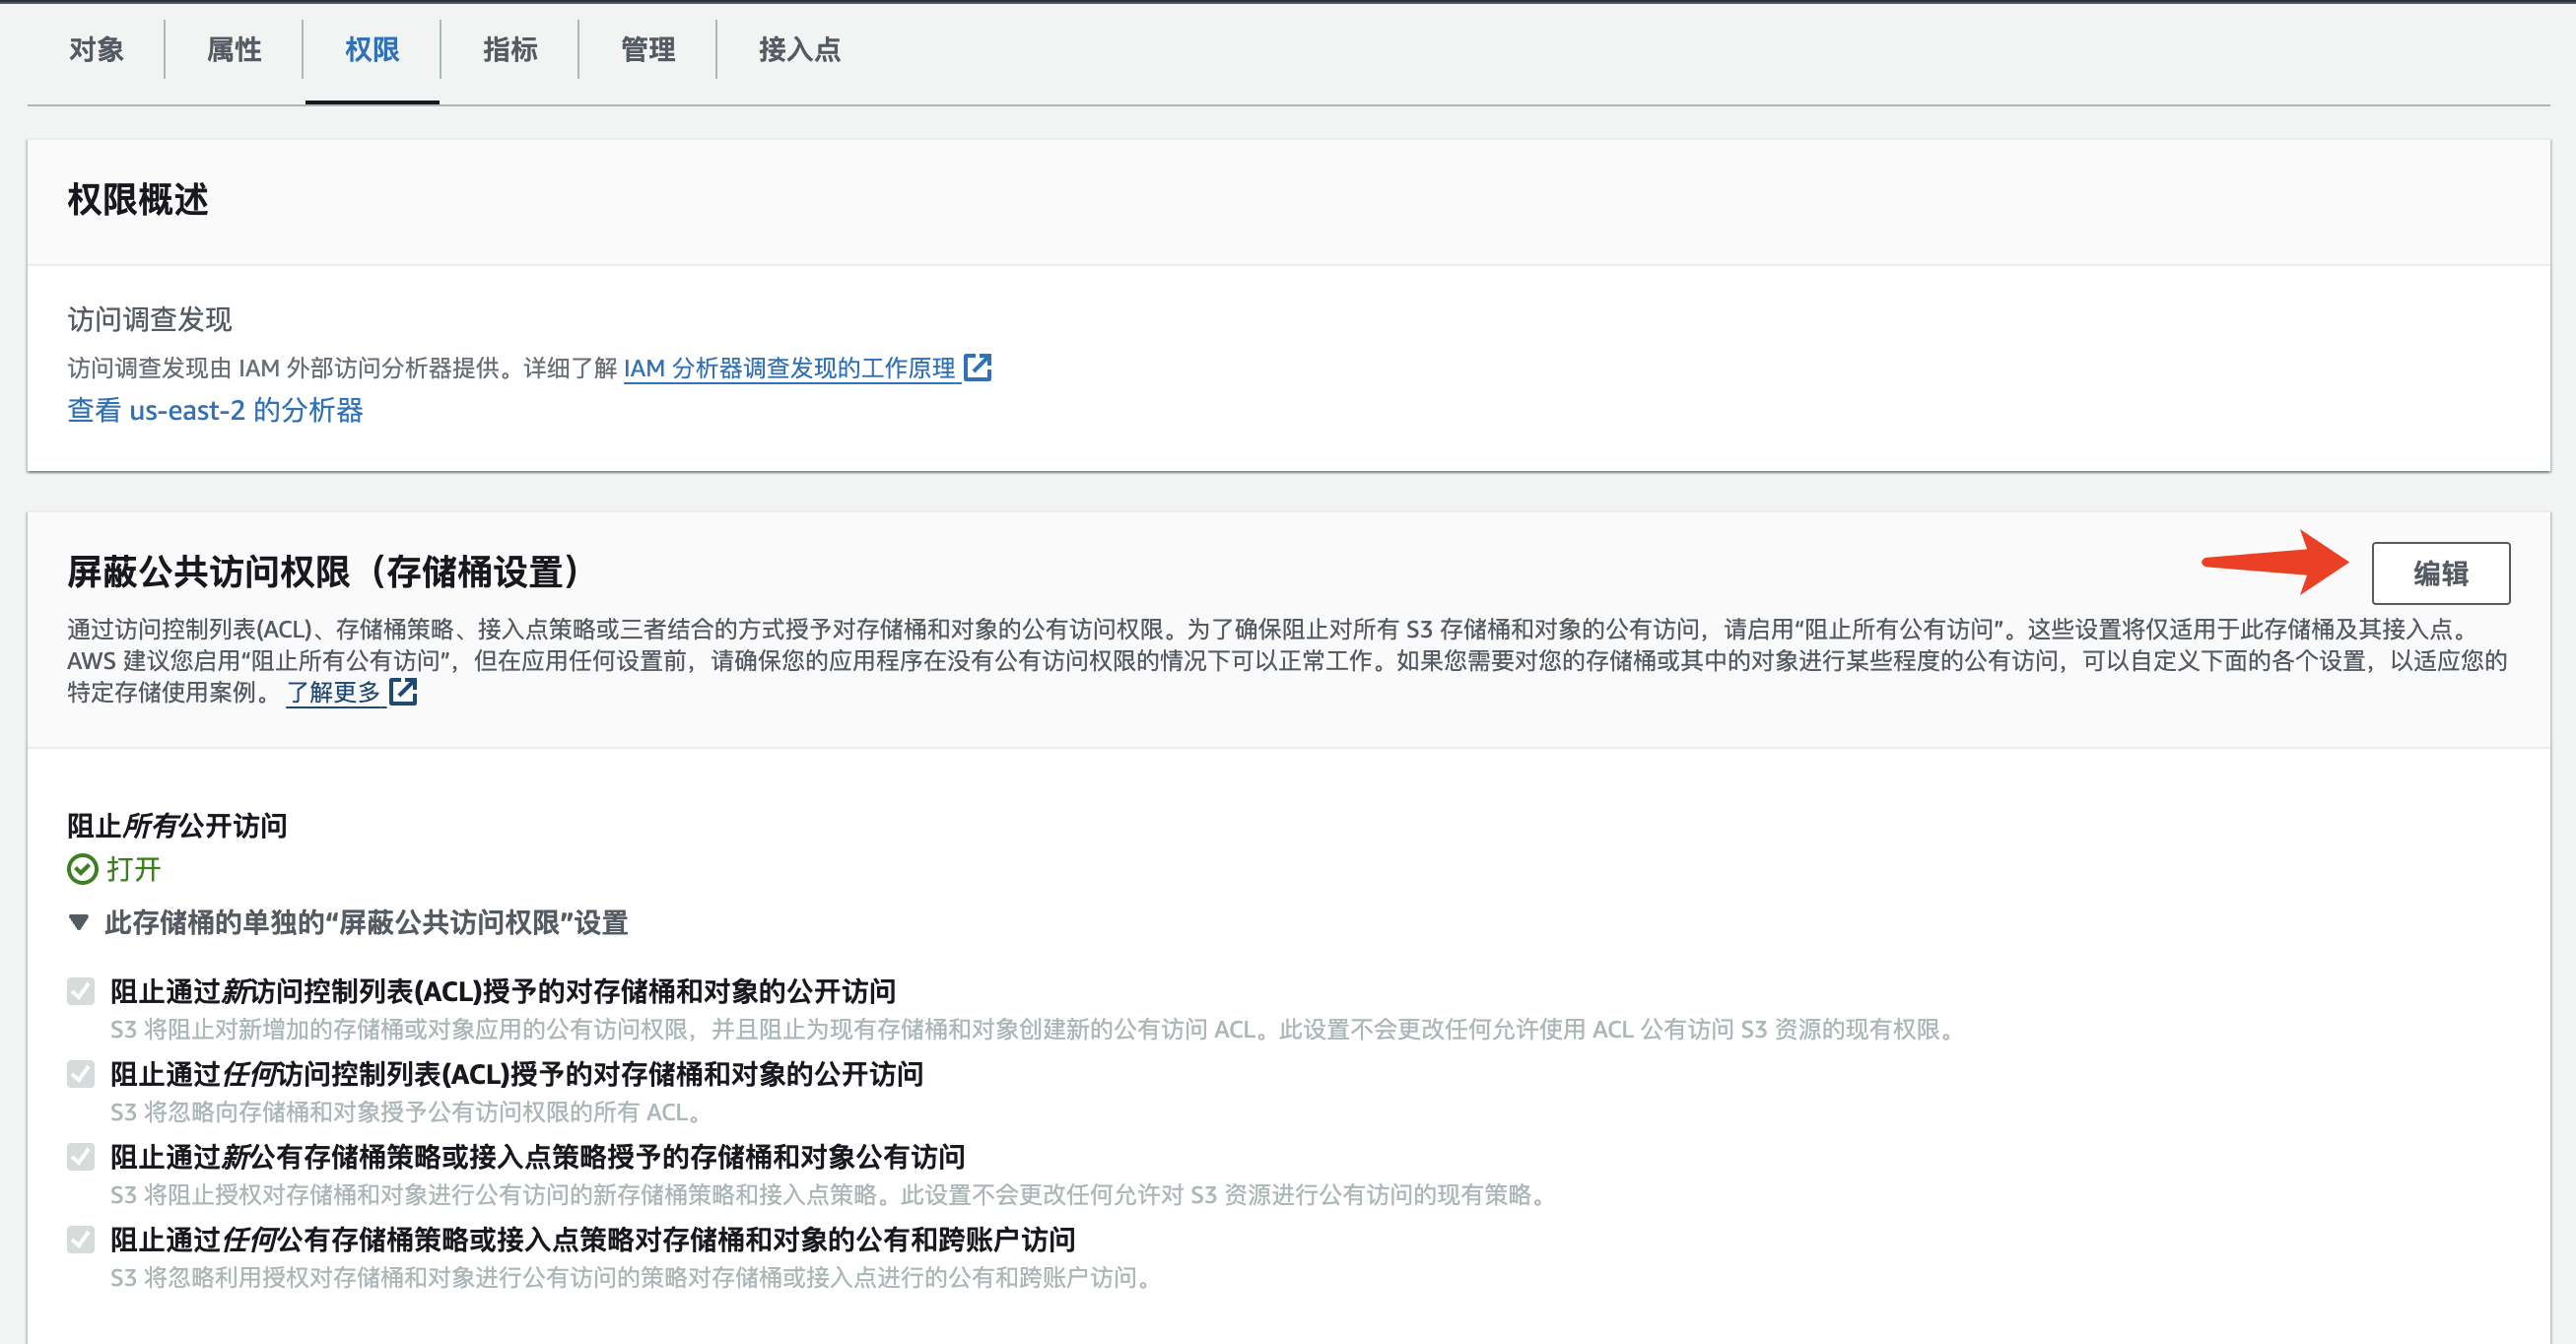 对象
属性
权限
指标
管理
接入点
权限概述
访问调查发现
访问调查发现由 IAM 外部访问分析器提供。详细了解 IAM 分析器调查发现的工作原理
查看 us-east-2 的分析器
屏蔽公共访问权限（存储桶设置）
编辑
通过访问控制列表(ACL)、存储桶策略、接入点策略或三者结合的方式授予对存储桶和对象的公有访问权限。为了确保阻止对所有 S3 存储桶和对象的公有访问，请启用“阻止所有公有访问”。这些设置将仅适用于此存储桶及其接入点。
AWS 建议您启用“阻止所有公有访问”，但在应用任何设置前，请确保您的应用程序在没有公有访问权限的情况下可以正常工作。如果您需要对您的存储桶或其中的对象进行某些程度的公有访问，可以自定义下面的各个设置，以适应您的
特定存储使用案例。 了解更多
阻止所有公开访问
打开
此存储桶的单独的“屏蔽公共访问权限”设置
阻止通过新访问控制列表(ACL)授予的对存储桶和对象的公开访问
S3 将阻止对新增加的存储桶或对象应用的公有访问权限，并且阻止为现有存储桶和对象创建新的公有访问 ACL。此设置不会更改任何允许使用 ACL 公有访问 S3 资源的现有权限。
阻止通过任何访问控制列表(ACL)授予的对存储桶和对象的公开访问
S3 将忽略向存储桶和对象授予公有访问权限的所有 ACL。
阻止通过新公有存储桶策略或接入点策略授予的存储桶和对象公有访问
S3 将阻止授权对存储桶和对象进行公有访问的新存储桶策略和接入点策略。此设置不会更改任何允许对 S3 资源进行公有访问的现有策略。
阻止通过任何公有存储桶策略或接入点策略对存储桶和对象的公有和跨账户访问
S3 将忽略利用授权对存储桶和对象进行公有访问的策略对存储桶或接入点进行的公有和跨账户访问。